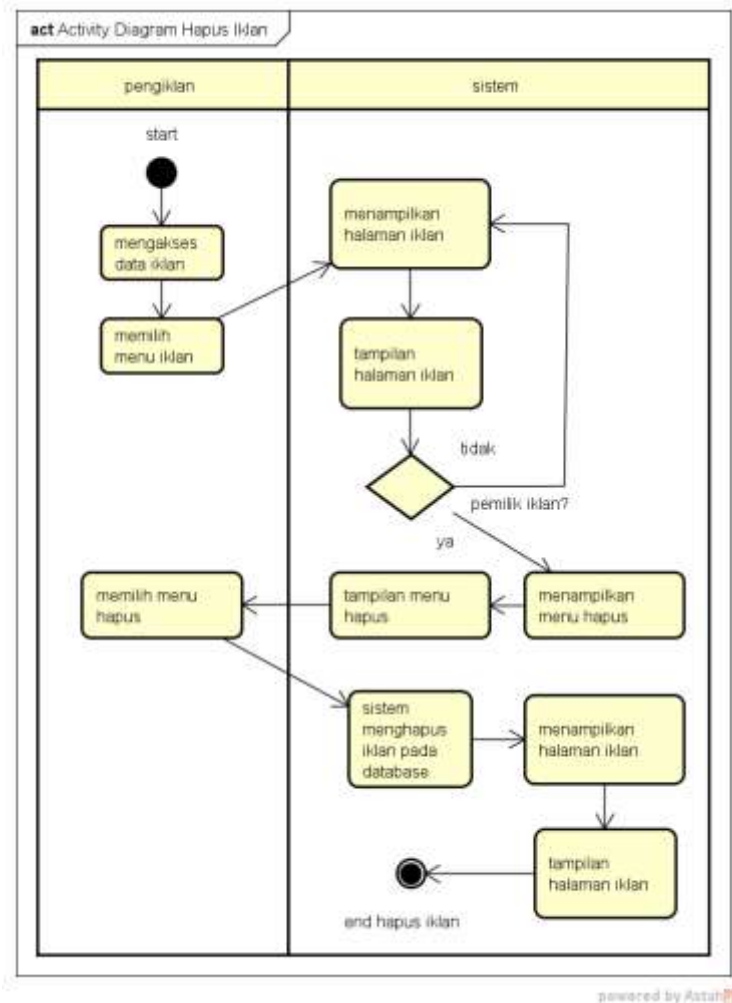 act Activity Diagram Hapus Iklan
pengiklan
sistem
start
mengakses
data iklan
memilih
menu iklan
menampilkan
halaman iklan
tampilan
halaman iklan
tidak
pemilik iklan?
ya
memilih menu
hapus
tampilan menu
hapus
menampilkan
menu hapus
sistem
menghapus
iklan pada
database
menampilkan
halaman iklan
tampilan
halaman iklan
end hapus iklan
powered by Astah